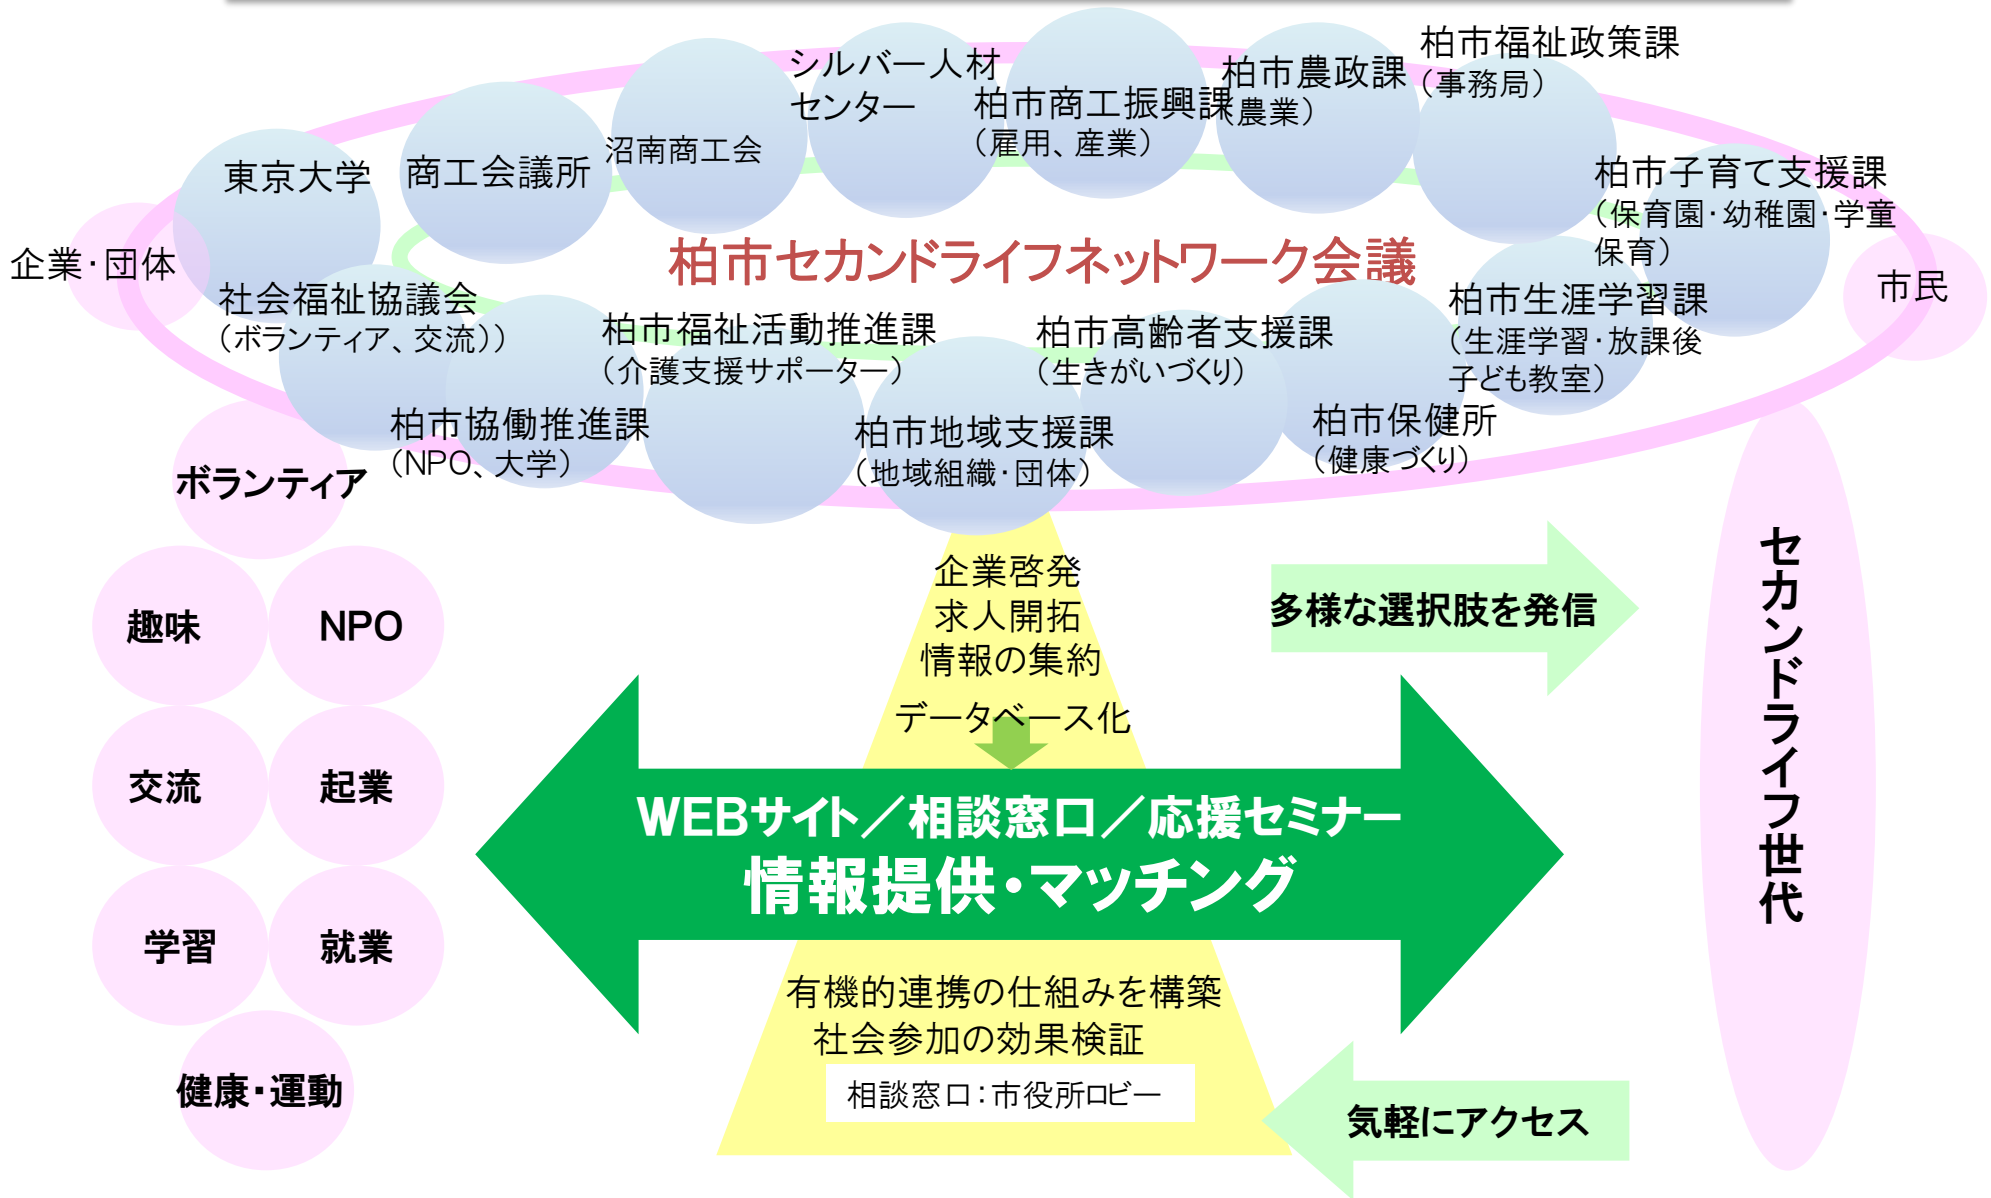 柏市福祉政策課
（事務局）
シルバー人材
センター
柏市商工振興課
（雇用、産業）
柏市農政課
（農業）
東京大学
商工会議所
沼南商工会
柏市子育て支援課
（保育園・幼稚園・学童
保育）
企業・団体
柏市セカンドライフネットワーク会議
市民
社会福祉協議会
（ボランティア、交流））
柏市福祉活動推進課
（介護支援サポーター）
柏市高齢者支援課
（生きがいづくり）
柏市生涯学習課
（生涯学習・放課後
子ども教室）
柏市協働推進課
（NPO、大学）
柏市地域支援課
（地域組織・団体）
柏市保健所
（健康づくり）
ボランティア
趣味
NPO
交流
起業
学習
就業
健康・運動
企業啓発
求人開拓
情報の集約
データベース化
多様な選択肢を発信
セカンドライフ世代
WEBサイト／相談窓口／応援セミナー
情報提供・マッチング
有機的連携の仕組みを構築
社会参加の効果検証
相談窓口：市役所ロビー
気軽にアクセス